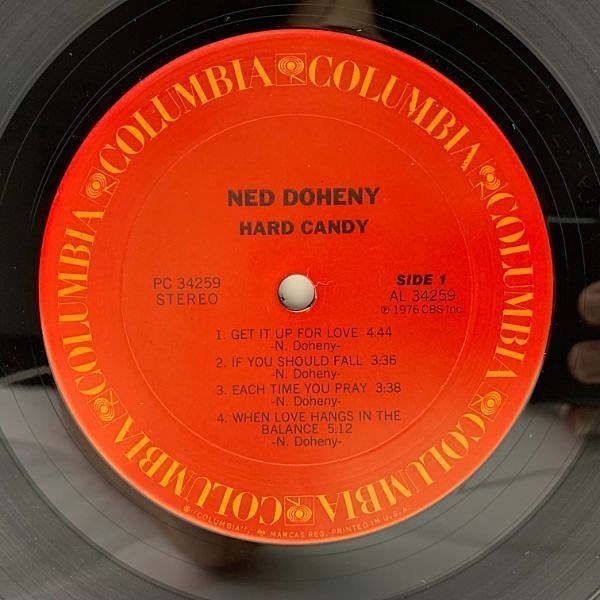 COLUMBIA COLUMBIA COLUMBIA COLUMBIA COLUMBIA COLUMBIA
NED DOHENY
HARD CANDY
PC 34259
STEREO
SIDE 1
AL 34259
℗ 1976 CBS Inc.
1. GET IT UP FOR LOVE 4:44
-N. Doheny-
2. IF YOU SHOULD FALL 3:36
-N. Doheny-
3. EACH TIME YOU PRAY 3:38
-N. Doheny-
4. WHEN LOVE HANGS IN THE
BALANCE 5:12
-N. Doheny-
®"COLUMBIA", MARCAS REG. PRINTED IN U.S.A.